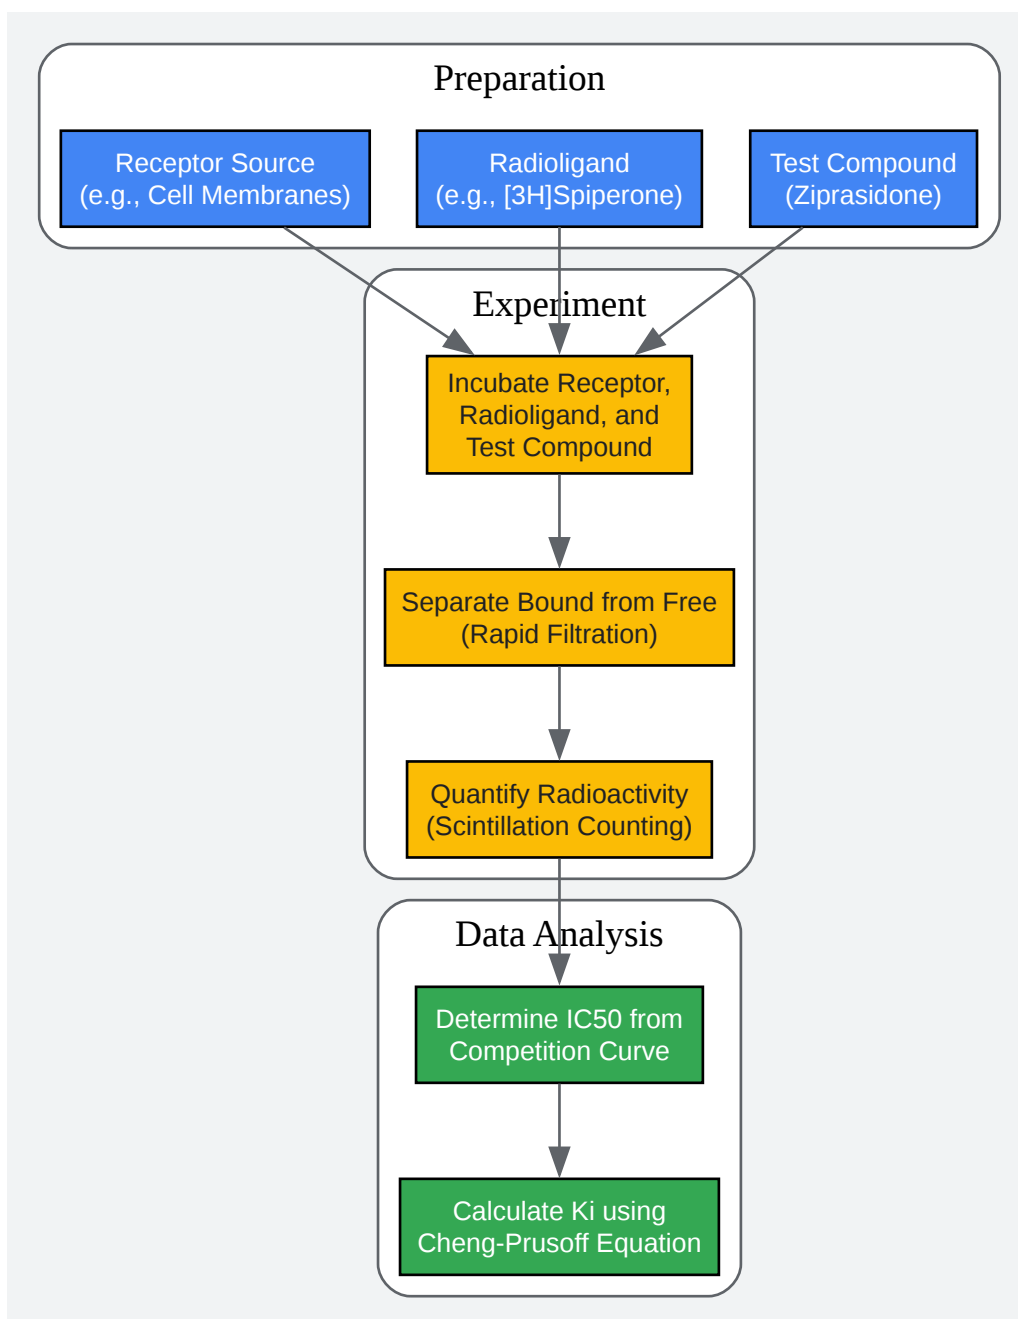 Preparation
Receptor Source
(e.g., Cell Membranes)
Radioligand
(e.g., [3H]Spiperone)
Test Compound
(Ziprasidone)
Experiment
Incubate Receptor,
Radioligand, and
Test Compound
Separate Bound from Free
(Rapid Filtration)
Quantify Radioactivity
(Scintillation Counting)
Data Analysis
Determine IC50 from
Competition Curve
Calculate Ki using
Cheng-Prusoff Equation